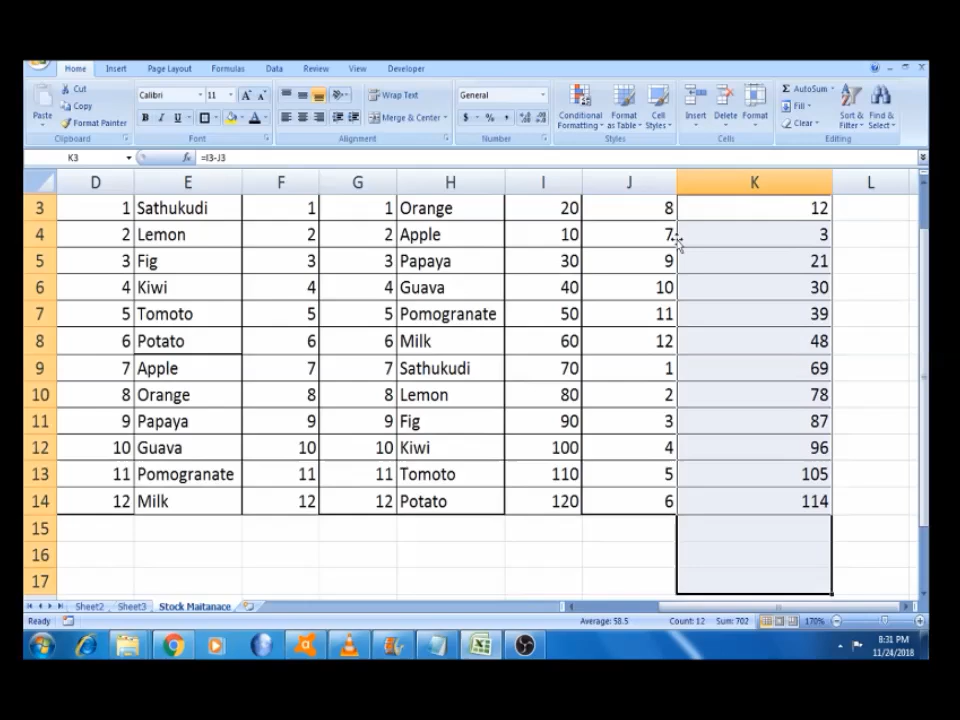 Home Insert Page Layout Formulas Data Review View Developer
Cut Calibri 11 A A Wrap Text General Σ AutoSum
Copy Fill
Paste Format Painter B I U A Merge & Center $ % , Conditional Formatting Format as Table Cell Styles Insert Delete Format Clear Sort & Filter Find & Select
Clipboard Font Alignment Number Styles Cells Editing
K3 fx =I3-J3
D E F G H I J K L
3 1 Sathukudi 1 1 Orange 20 8 12
4 2 Lemon 2 2 Apple 10 7 3
5 3 Fig 3 3 Papaya 30 9 21
6 4 Kiwi 4 4 Guava 40 10 30
7 5 Tomoto 5 5 Pomogranate 50 11 39
8 6 Potato 6 6 Milk 60 12 48
9 7 Apple 7 7 Sathukudi 70 1 69
10 8 Orange 8 8 Lemon 80 2 78
11 9 Papaya 9 9 Fig 90 3 87
12 10 Guava 10 10 Kiwi 100 4 96
13 11 Pomogranate 11 11 Tomoto 110 5 105
14 12 Milk 12 12 Potato 120 6 114
15
16
17
Sheet2 Sheet3 Stock Maitanace
Ready Average: 58.5 Count: 12 Sum: 702 170%
8:31 PM
11/24/2018